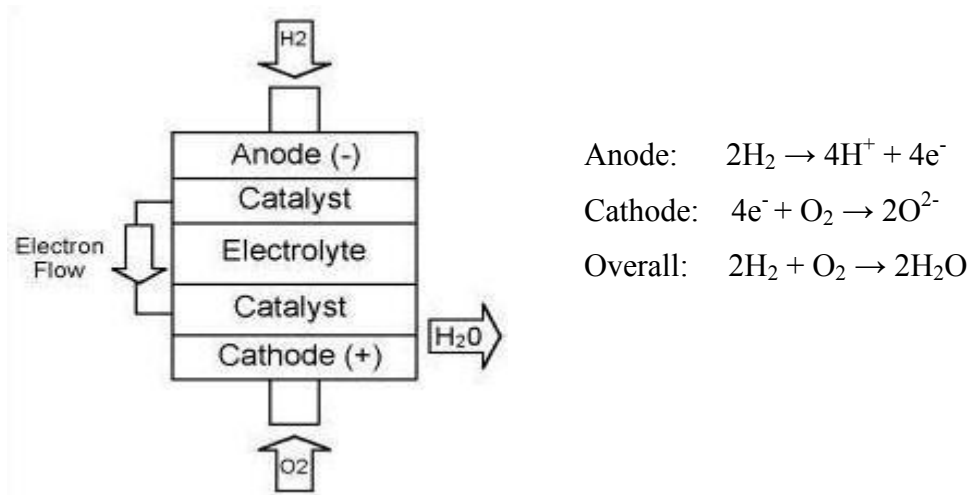 H2
Anode (-)
Catalyst
Electrolyte
Catalyst
Cathode (+)
Electron
Flow
H₂0
O2
Anode: 2H₂ → 4H⁺ + 4e⁻
Cathode: 4e⁻ + O₂ → 2O²⁻
Overall: 2H₂ + O₂ → 2H₂O